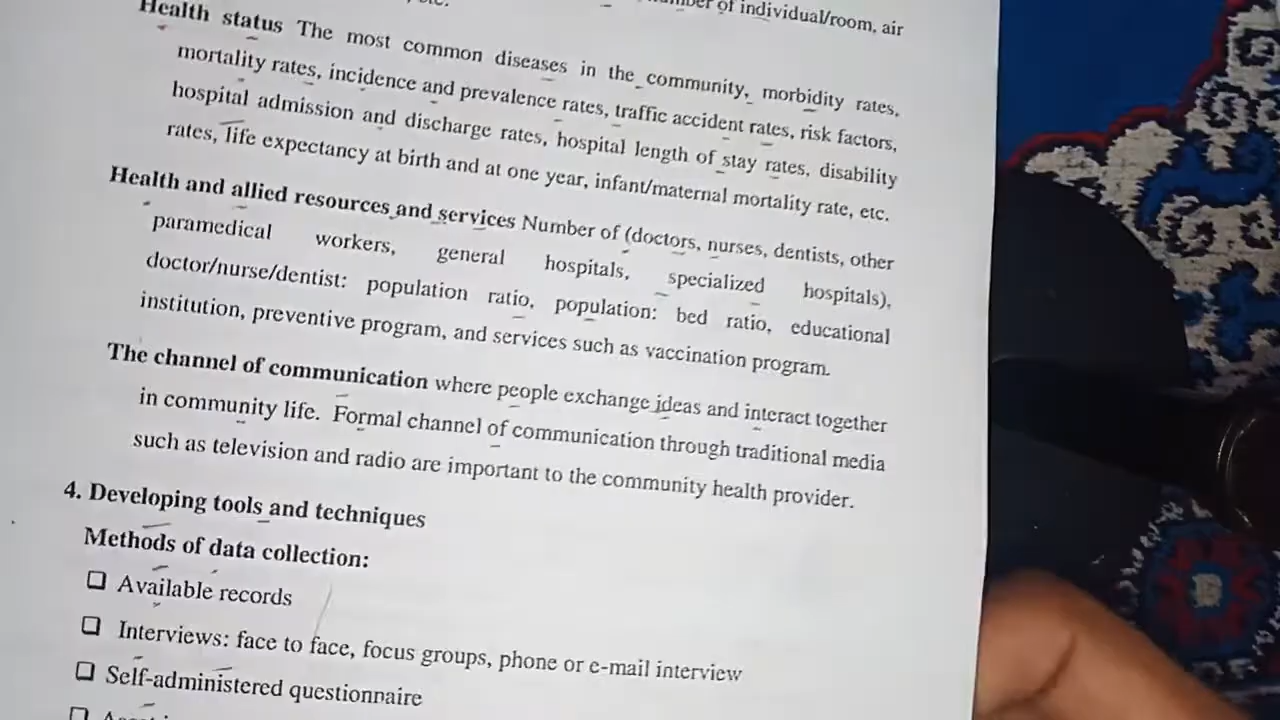 of individual/room, air
Health status The most common diseases in the community, morbidity rates,
mortality rates, incidence and prevalence rates, traffic accident rates, risk factors,
hospital admission and discharge rates, hospital length of stay rates, disability
rates, life expectancy at birth and at one year, infant/maternal mortality rate, etc.
Health and allied resources and services Number of (doctors, nurses, dentists, other
paramedical workers, general hospitals, specialized hospitals),
doctor/nurse/dentist: population ratio, population: bed ratio, educational
institution, preventive program, and services such as vaccination program.
The channel of communication where people exchange ideas and interact together
in community life. Formal channel of communication through traditional media
such as television and radio are important to the community health provider.
4. Developing tools and techniques
Methods of data collection:
❑ Available records
❑ Interviews: face to face, focus groups, phone or e-mail interview
❑ Self-administered questionnaire